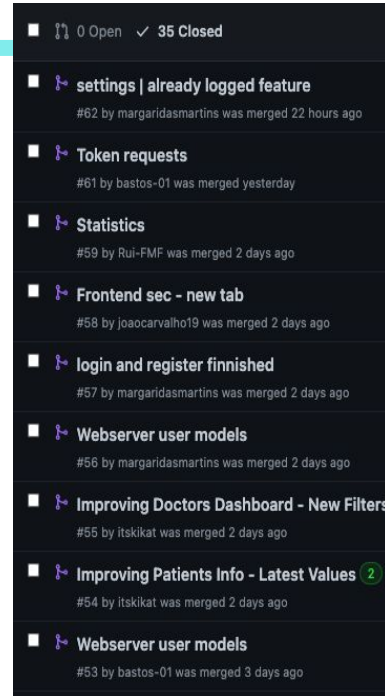 0 Open 35 Closed
settings | already logged feature
#62 by margaridasmartins was merged 22 hours ago
Token requests
#61 by bastos-01 was merged yesterday
Statistics
#59 by Rui-FMF was merged 2 days ago
Frontend sec - new tab
#58 by joaocarvalho19 was merged 2 days ago
login and register finnished
#57 by margaridasmartins was merged 2 days ago
Webserver user models
#56 by margaridasmartins was merged 2 days ago
Improving Doctors Dashboard - New Filters
#55 by itskikat was merged 2 days ago
Improving Patients Info - Latest Values 2
#54 by itskikat was merged 2 days ago
Webserver user models
#53 by bastos-01 was merged 3 days ago